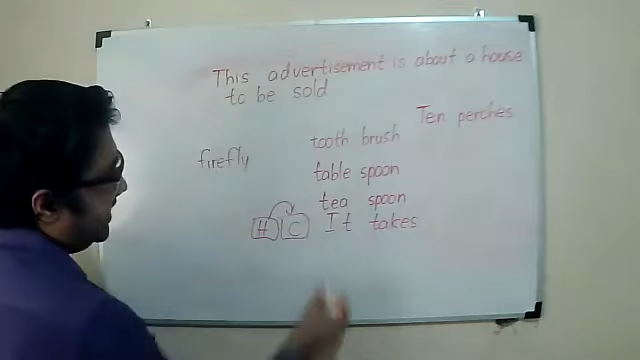 This advertisement is about a house
to be sold
Ten perches
tooth brush
firefly
table spoon
tea spoon
H C It takes